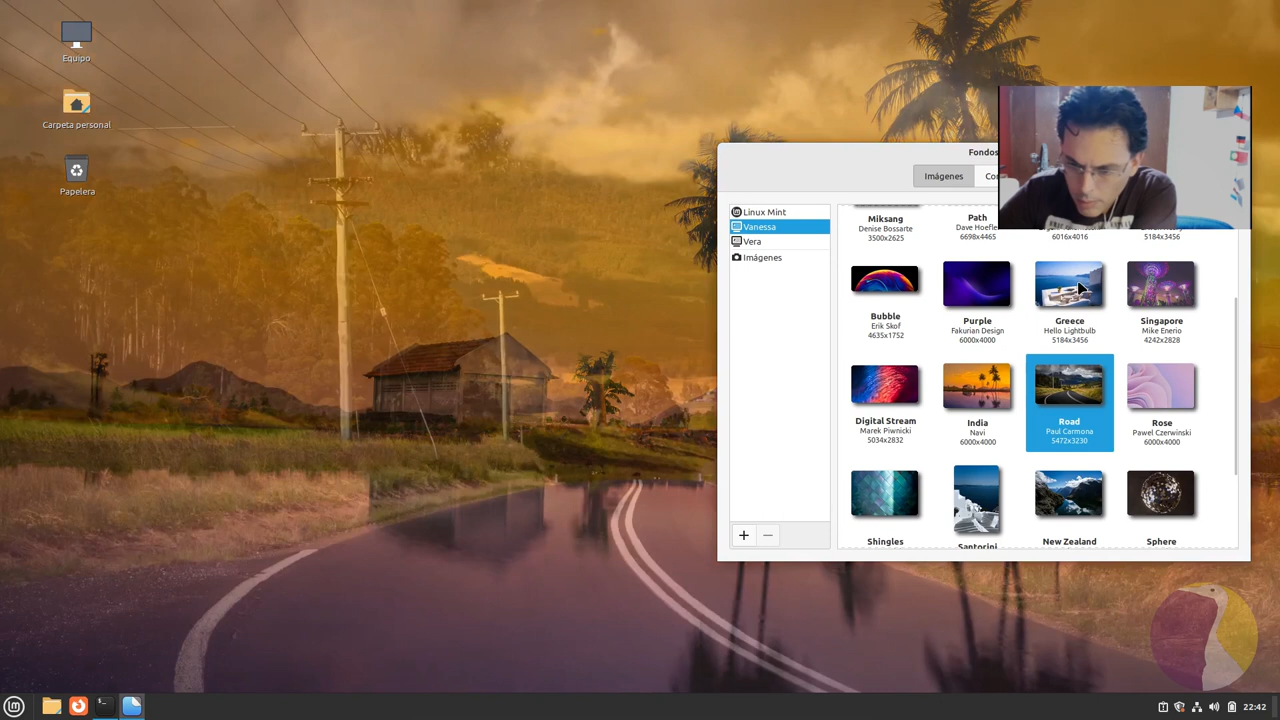 Equipo
Carpeta personal
Papelera
Fondos
Imágenes
Linux Mint
Vanessa
Vera
Imágenes
Miksang
Denise Bossarte
3500x2625
Path
6698x4465
6016x4016
5184x3456
Bubble
Erik Skof
4635x1752
Purple
Fakurian Design
6000x4000
Greece
Hello Lightbulb
5184x3456
Singapore
Mike Enerio
4242x2828
Digital Stream
Marek Piwnicki
5034x2832
India
Navi
6000x4000
Road
Paul Carmona
5472x3230
Rose
Pawel Czerwinski
6000x4000
Shingles
Santorini
New Zealand
Sphere
22:42